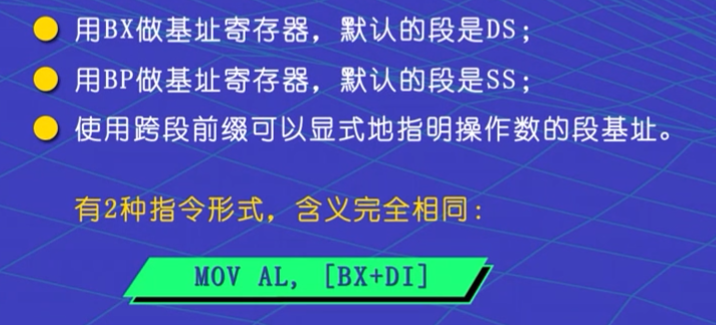 用BX做基址寄存器，默认的段是DS；
用BP做基址寄存器，默认的段是SS；
使用跨段前缀可以显式地指明操作数的段基址。
有2种指令形式，含义完全相同：
MOV AL, [BX+DI]